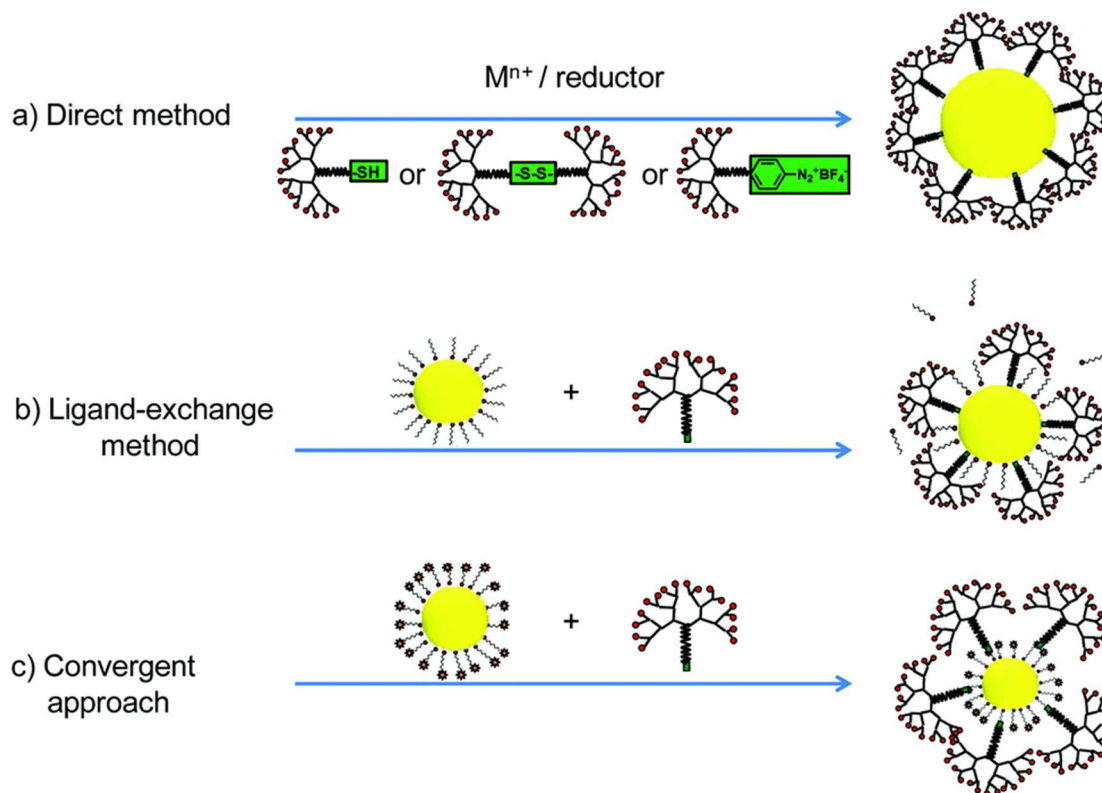 Mⁿ⁺ / reductor
a) Direct method
-SH or -S-S- or -N₂⁺BF₄⁻
b) Ligand-exchange
method
+
c) Convergent
approach
+